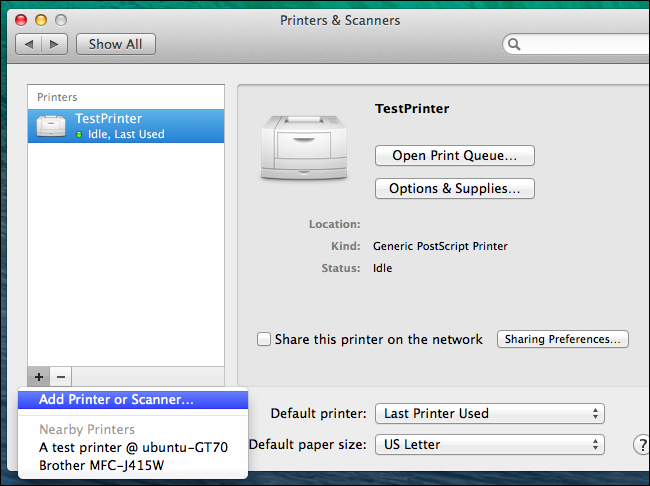 Printers & Scanners
Show All
Printers
TestPrinter
Idle, Last Used
TestPrinter
Open Print Queue...
Options & Supplies...
Location:
Kind: Generic PostScript Printer
Status: Idle
Share this printer on the network Sharing Preferences...
+ −
Add Printer or Scanner...
Nearby Printers
A test printer @ ubuntu-GT70
Brother MFC-J415W
Default printer: Last Printer Used
Default paper size: US Letter
?